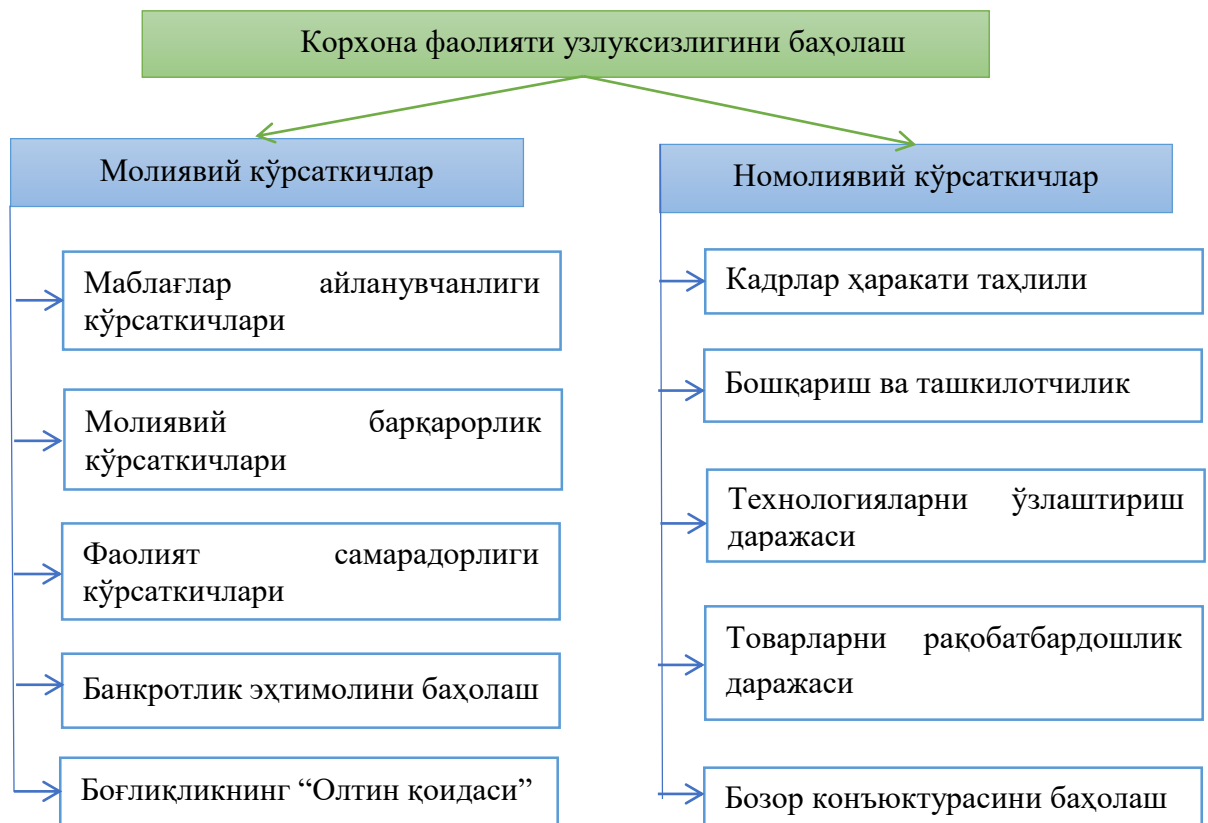 Корхона фаолияти узлуксизлигини баҳолаш
Молиявий кўрсаткичлар
Маблағлар айланувчанлиги
кўрсаткичлари
Молиявий барқарорлик
кўрсаткичлари
Фаолият самарадорлиги
кўрсаткичлари
Банкротлик эҳтимолини баҳолаш
Боғлиқликнинг “Олтин қоидаси”
Номолиявий кўрсаткичлар
Кадрлар ҳаракати таҳлили
Бошқариш ва ташкилотчилик
Технологияларни ўзлаштириш
даражаси
Товарларни рақобатбардошлик
даражаси
Бозор конъюктурасини баҳолаш